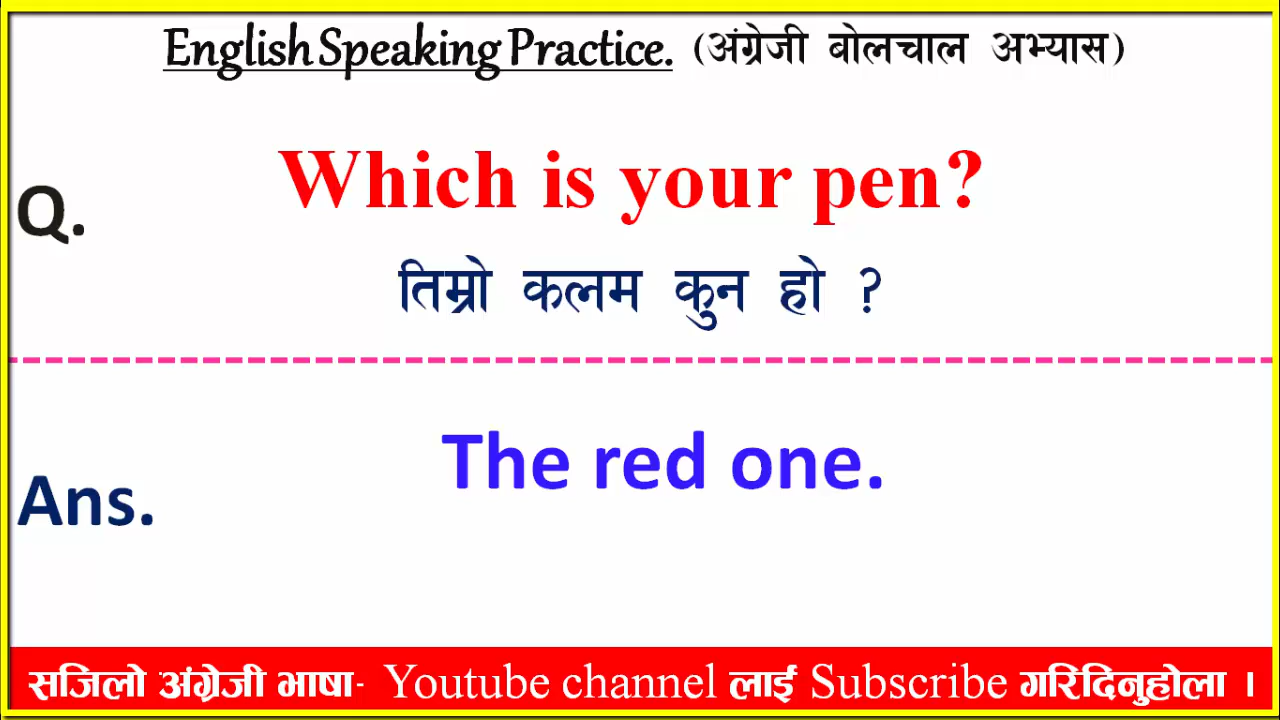 English Speaking Practice. (अंग्रेजी बोलचाल अभ्यास)
Which is your pen?
Q.
तिम्रो कलम कुन हो ?
The red one.
Ans.
सजिलो अंग्रेजी भाषा- Youtube channel लाई Subscribe गरिदिनुहोला ।